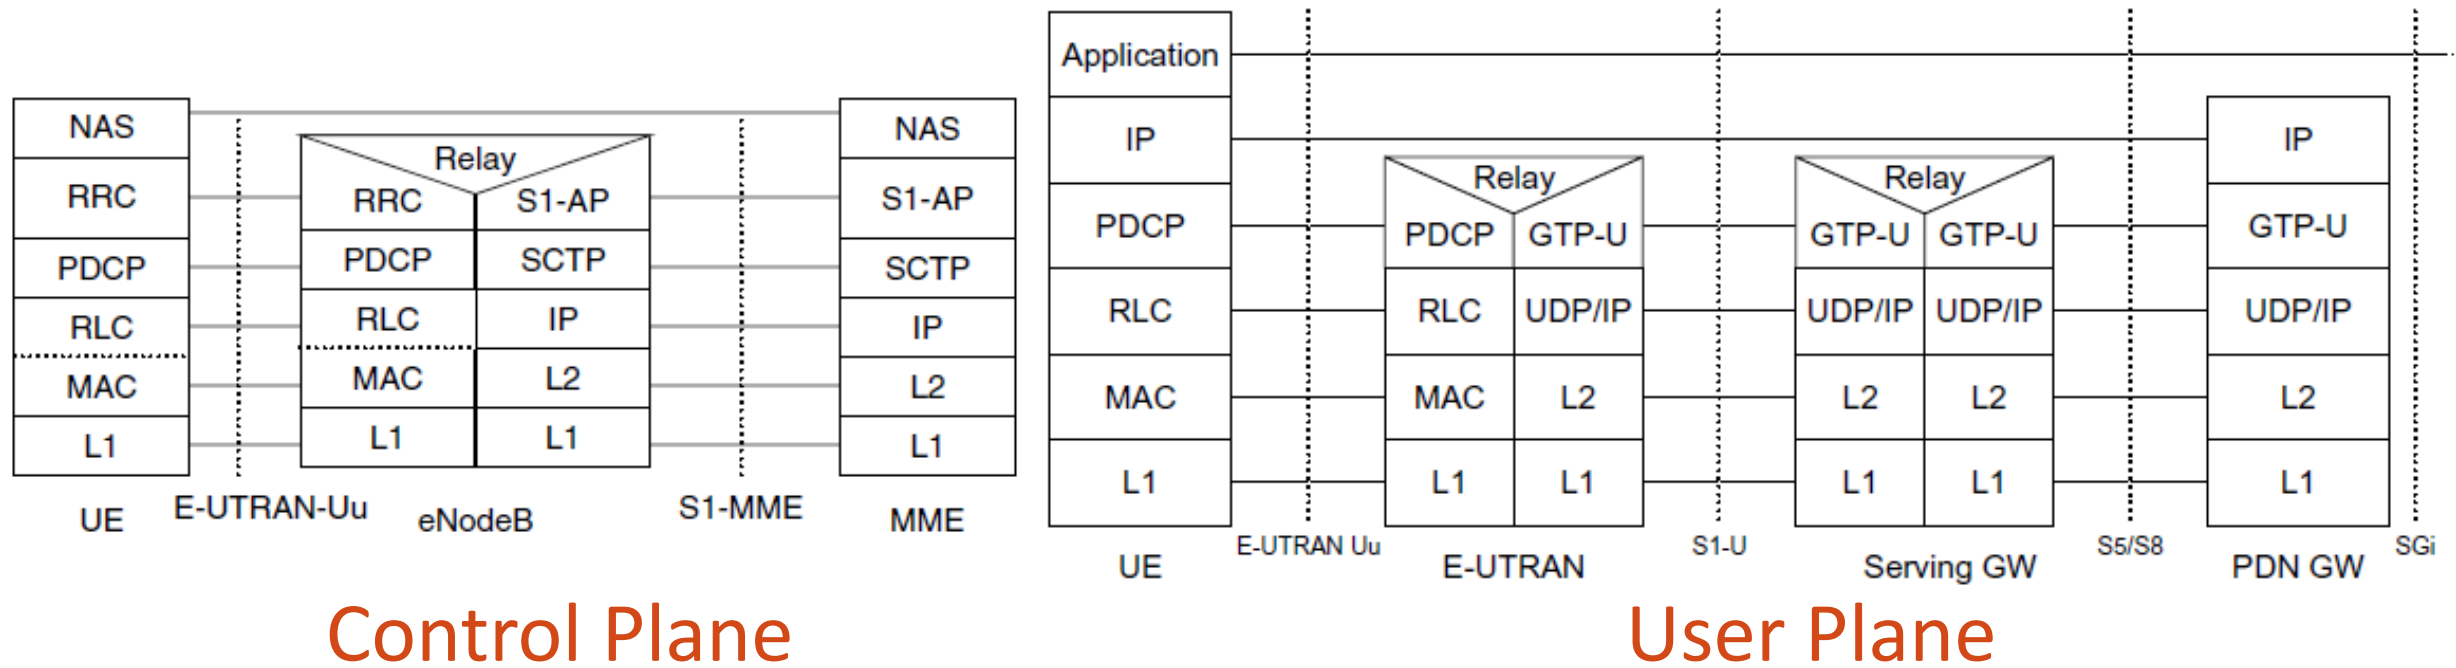 NAS
RRC
PDCP
RLC
MAC
L1
UE
E-UTRAN-Uu
Relay
RRC S1-AP
PDCP SCTP
RLC IP
MAC L2
L1 L1
eNodeB
S1-MME
NAS
S1-AP
SCTP
IP
L2
L1
MME
Control Plane
Application
IP
PDCP
RLC
MAC
L1
UE
E-UTRAN Uu
Relay
PDCP GTP-U
RLC UDP/IP
MAC L2
L1 L1
E-UTRAN
S1-U
Relay
GTP-U GTP-U
UDP/IP UDP/IP
L2 L2
L1 L1
Serving GW
S5/S8
IP
GTP-U
UDP/IP
L2
L1
PDN GW
SGi
User Plane